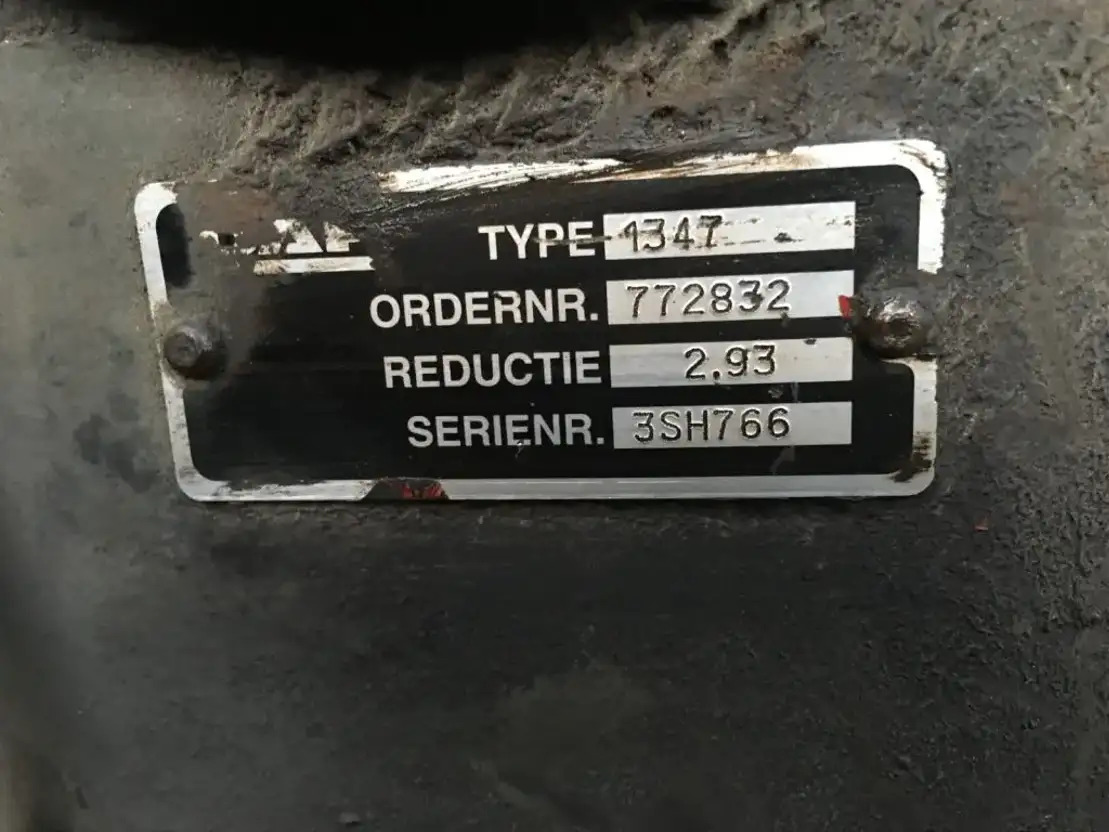 TYPE 1347
ORDERNR. 772832
REDUCTIE 2.93
SERIENR. 3SH766